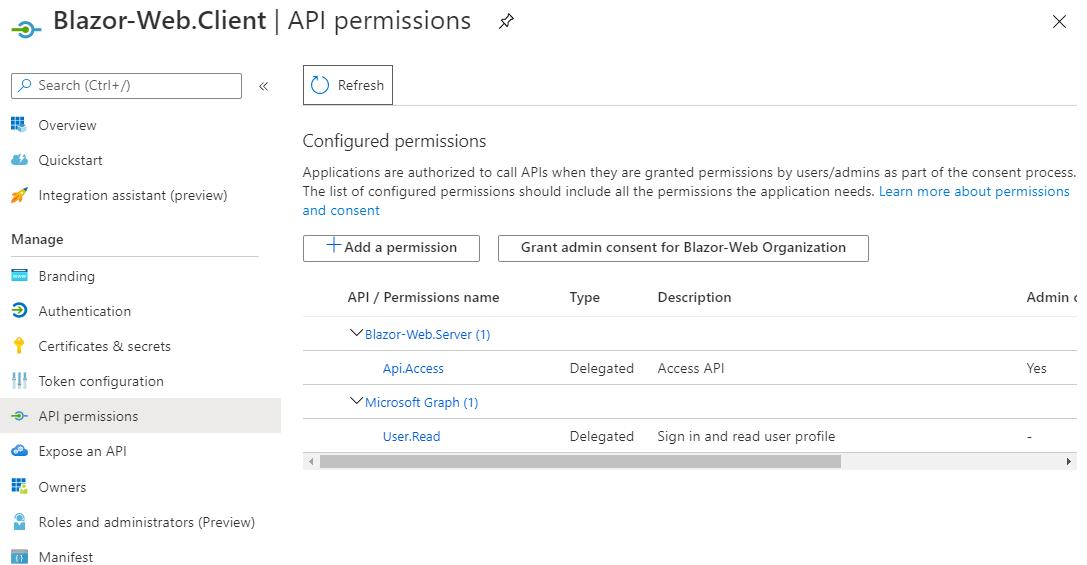 Blazor-Web.Client | API permissions
Search (Ctrl+/)
«
Overview
Quickstart
Integration assistant (preview)
Manage
Branding
Authentication
Certificates & secrets
Token configuration
API permissions
Expose an API
Owners
Roles and administrators (Preview)
Manifest
Refresh
Configured permissions
Applications are authorized to call APIs when they are granted permissions by users/admins as part of the consent process.
The list of configured permissions should include all the permissions the application needs. Learn more about permissions
and consent
Add a permission Grant admin consent for Blazor-Web Organization
API / Permissions name Type Description Admin c
Blazor-Web.Server (1)
Api.Access Delegated Access API Yes
Microsoft Graph (1)
User.Read Delegated Sign in and read user profile -